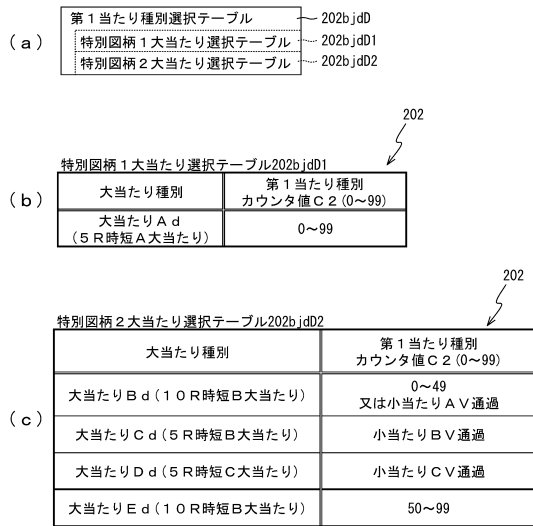 (a)
第１当たり種別選択テーブル 202bjdD
特別図柄１大当たり選択テーブル 202bjdD1
特別図柄２大当たり選択テーブル 202bjdD2
202
特別図柄１大当たり選択テーブル202bjdD1
(b)
大当たり種別
第１当たり種別
カウンタ値Ｃ２(0〜99)
大当たりＡｄ
(５Ｒ時短Ａ大当たり)
0〜99
202
特別図柄２大当たり選択テーブル202bjdD2
(c)
大当たり種別
第１当たり種別
カウンタ値Ｃ２(0〜99)
大当たりＢｄ(１０Ｒ時短Ｂ大当たり)
0〜49
又は小当たりＡＶ通過
大当たりＣｄ(５Ｒ時短Ｂ大当たり)
小当たりＢＶ通過
大当たりＤｄ(５Ｒ時短Ｃ大当たり)
小当たりＣＶ通過
大当たりＥｄ(１０Ｒ時短Ｂ大当たり)
50〜99